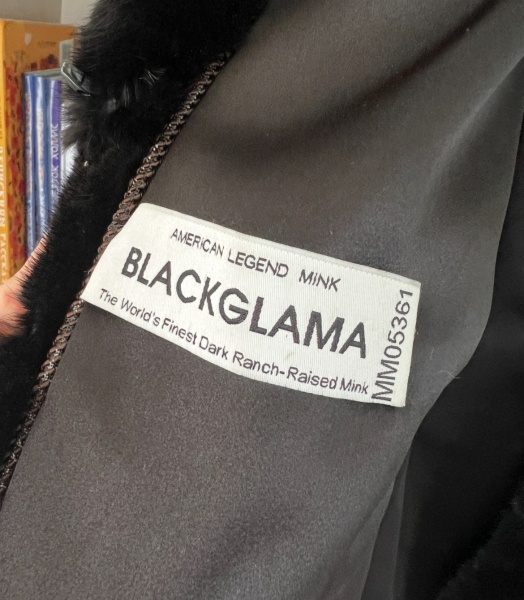 AMERICAN LEGEND MINK
BLACKGLAMA
The World's Finest Dark Ranch-Raised Mink
MM05361